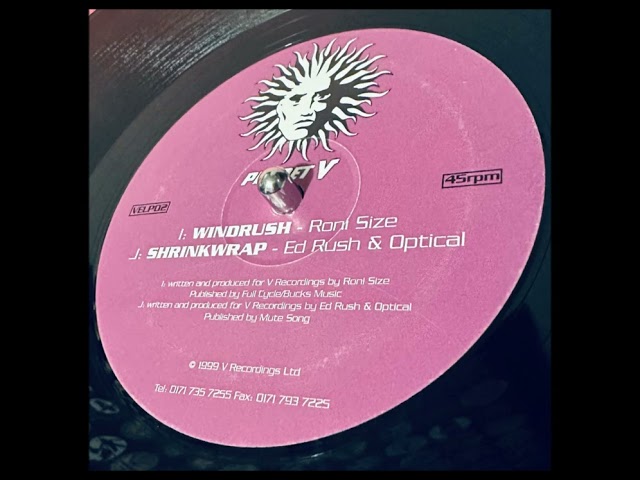 V
VELP02
45rpm
I: WINDRUSH - Roni Size
J: SHRINKWRAP - Ed Rush & Optical
I: written and produced for V Recordings by Roni Size
Published by Full Cycle/Bucks Music
J: written and produced for V Recordings by Ed Rush & Optical
Published by Mute Song
© 1999 V Recordings Ltd
Tel: 0171 735 7255 Fax: 0171 793 7225